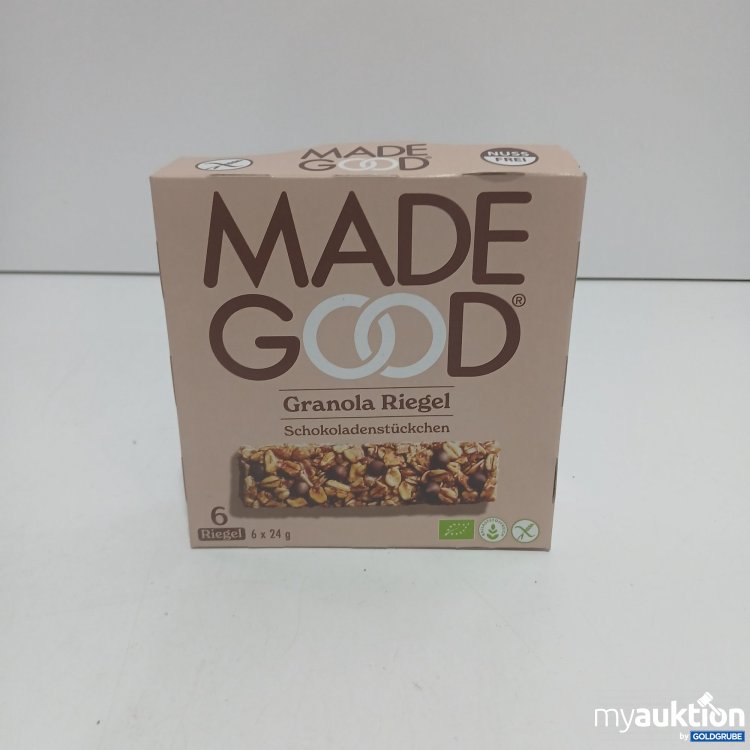 MADE
GOOD
NUSS
FREI
MADE
GOOD®
Granola Riegel
Schokoladenstückchen
6
Riegel 6 x 24 g
myauktion
by GOLDGRUBE